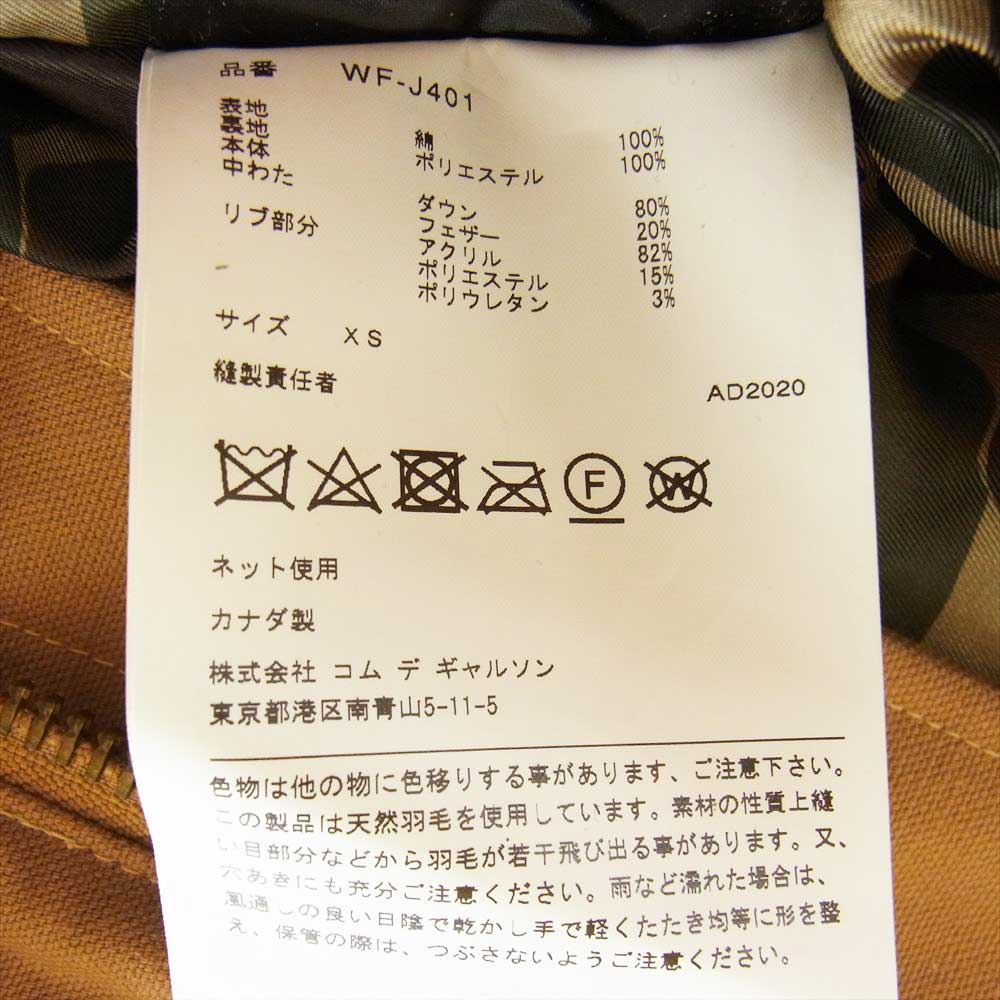 品番 WF-J401
表地 綿 100%
裏地 ポリエステル 100%
本体
中わた ダウン 80%
フェザー 20%
リブ部分 アクリル 82%
ポリエステル 15%
ポリウレタン 3%
サイズ XS
縫製責任者 AD2020
F
W
ネット使用
カナダ製
株式会社 コム デ ギャルソン
東京都港区南青山5-11-5
色物は他の物に色移りする事があります、ご注意下さい。
この製品は天然羽毛を使用しています。素材の性質上縫
い目部分などから羽毛が若干飛び出る事があります。又、
穴あきにも充分ご注意ください。雨など濡れた場合は、
風通しの良い日陰で乾かし手で軽くたたき均等に形を整
え、保管の際は、つぶさないようご注意ください。